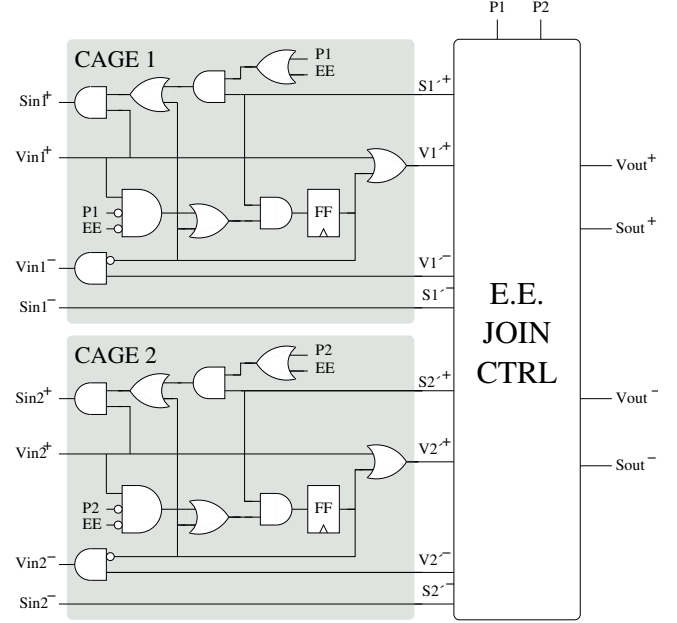 P1 P2
CAGE 1
P1
EE
Sin1+
S1´+
Vin1+
V1´+
P1
EE
FF
Vin1−
V1´−
Sin1−
S1´−
CAGE 2
P2
EE
Sin2+
S2´+
Vin2+
V2´+
P2
EE
FF
Vin2−
V2´−
Sin2−
S2´−
E.E.
JOIN
CTRL
Vout+
Sout+
Vout−
Sout−